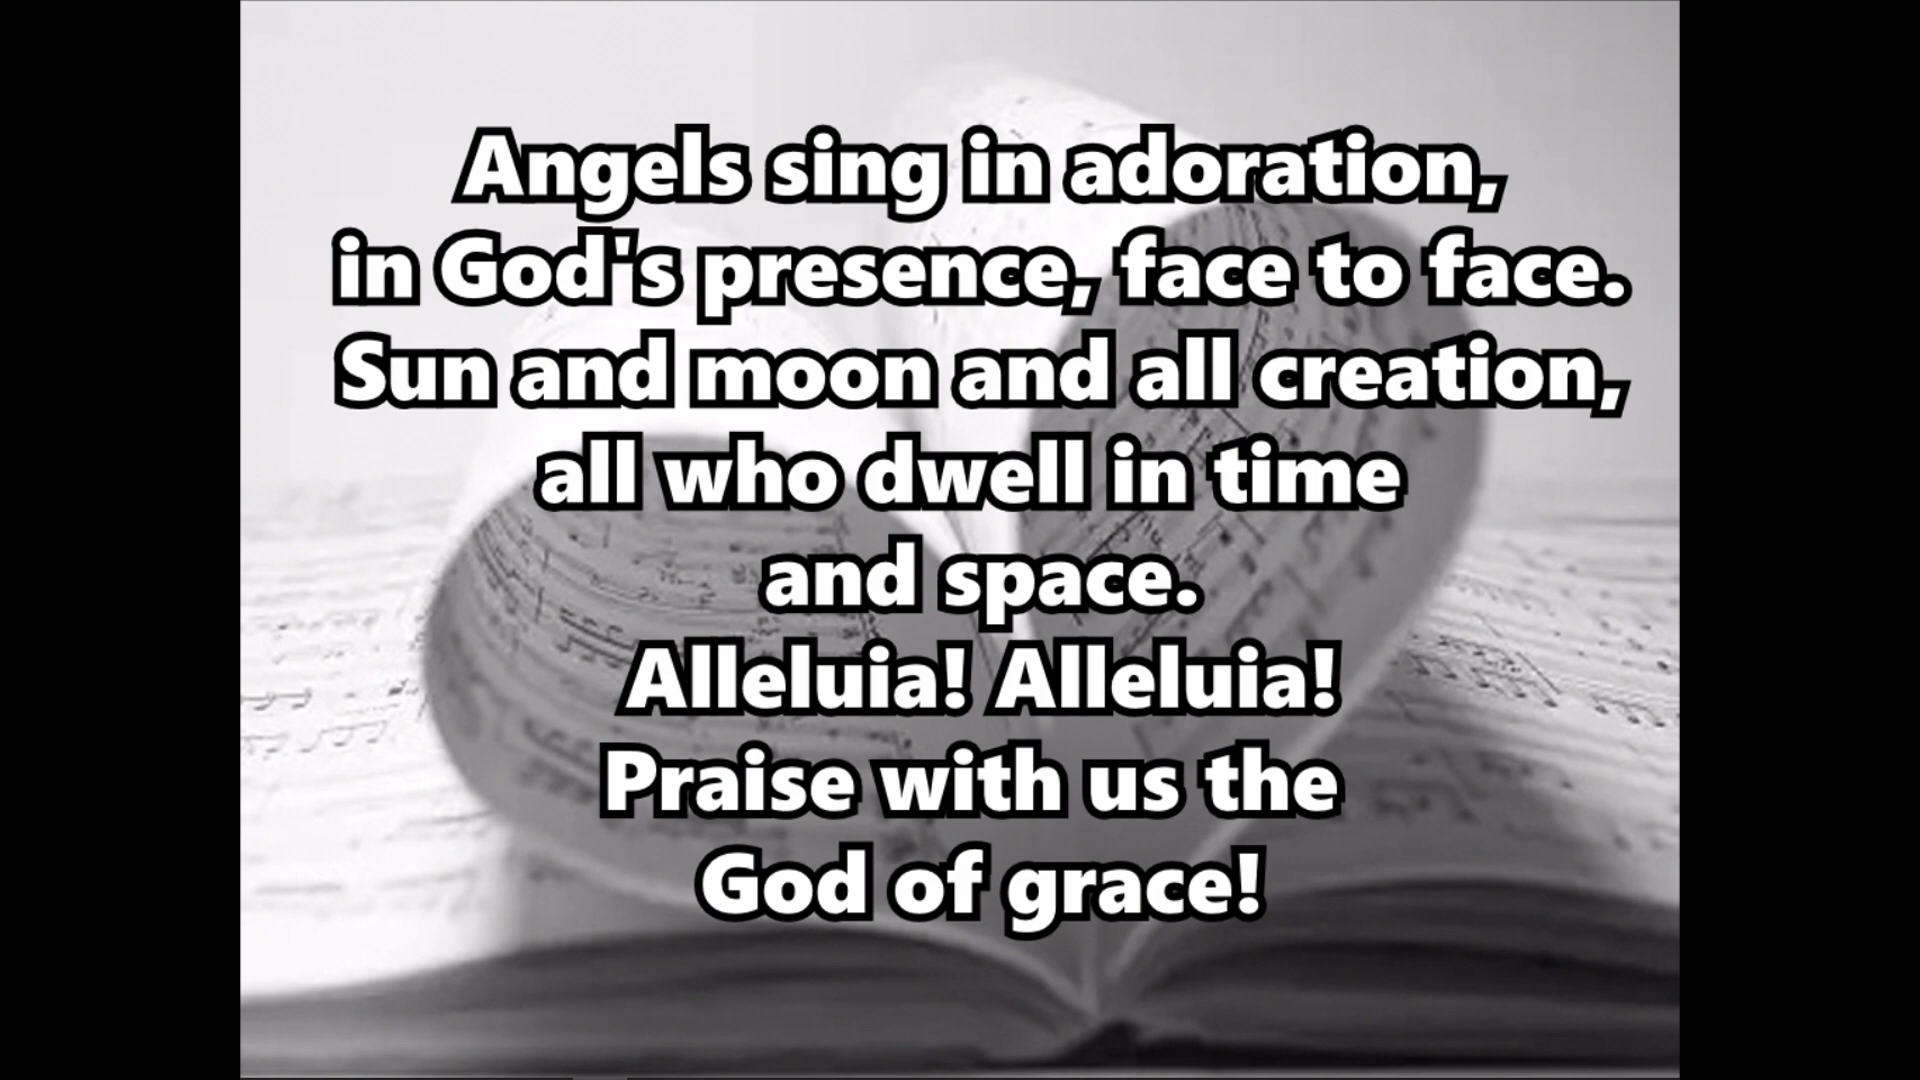 Angels sing in adoration,
in God's presence, face to face.
Sun and moon and all creation,
all who dwell in time
and space.
Alleluia! Alleluia!
Praise with us the
God of grace!